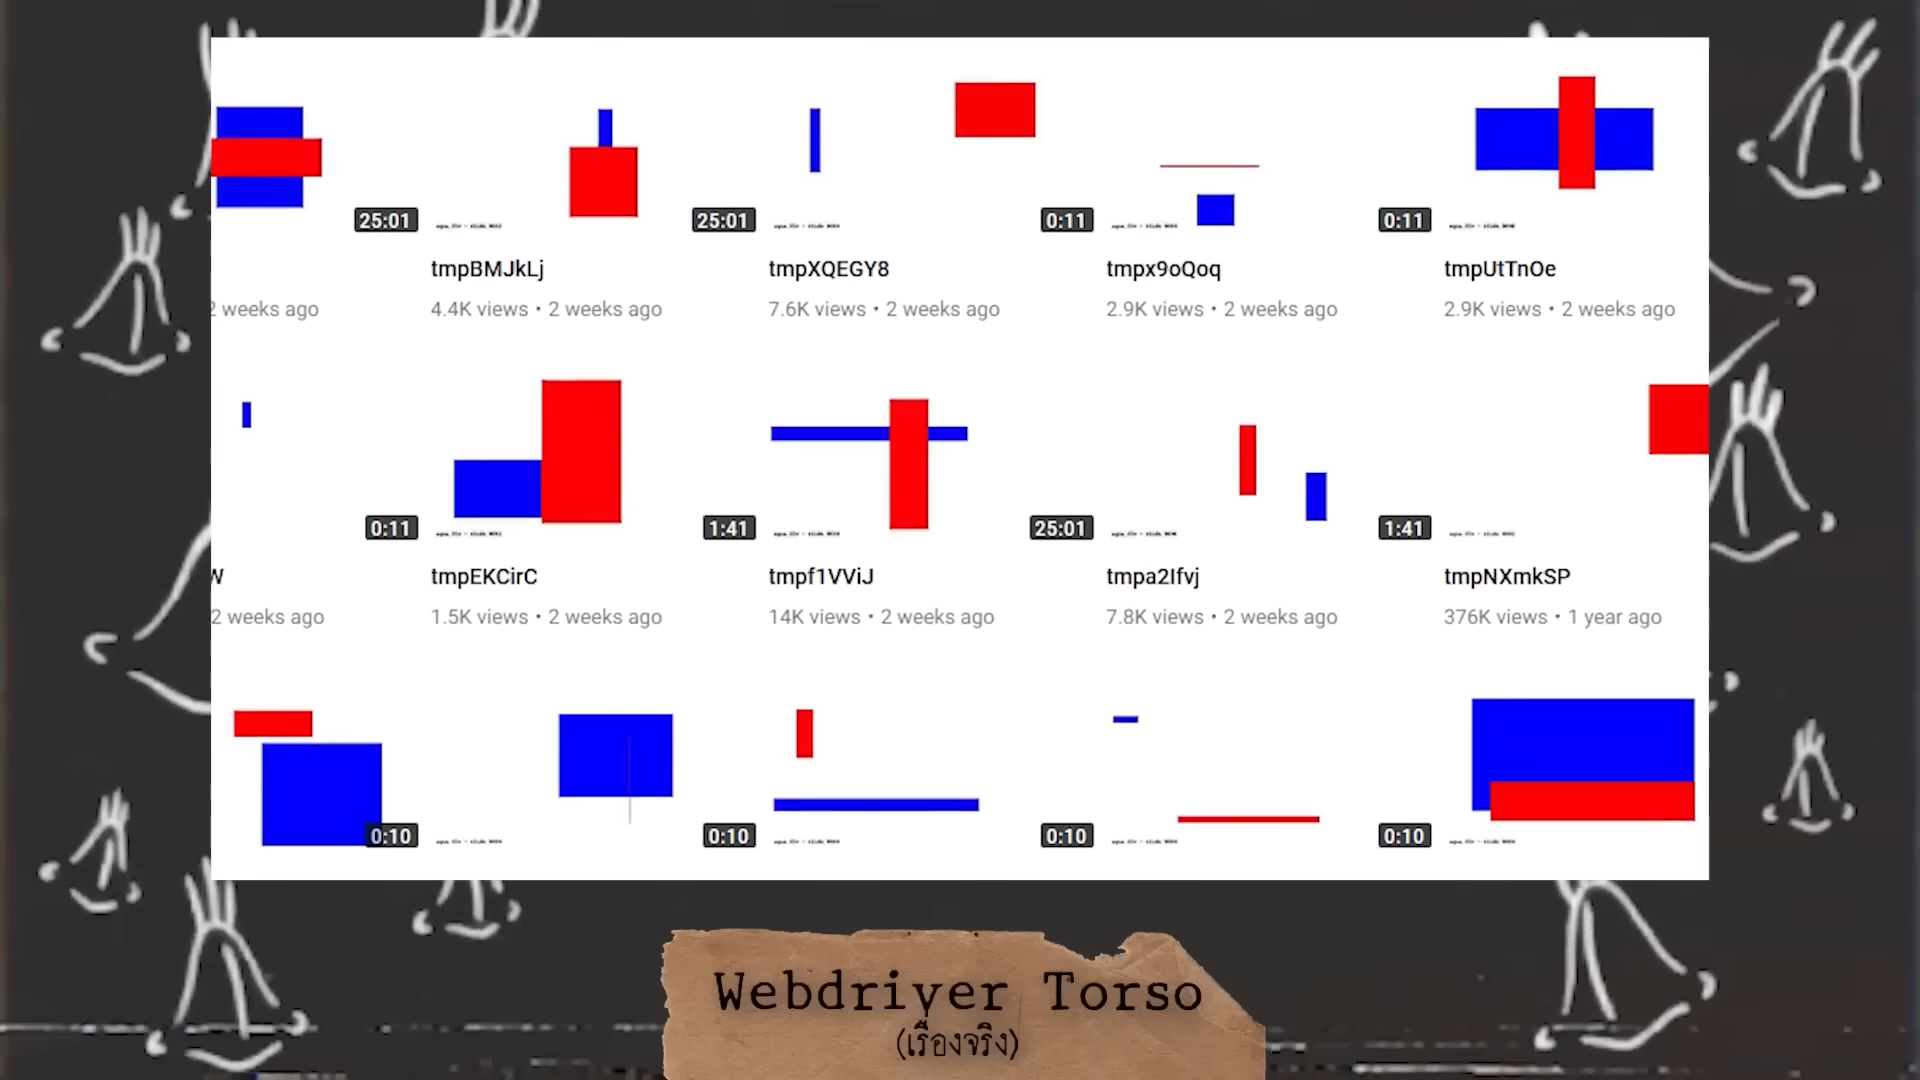 25:01
25:01
0:11
0:11
tmpBMJkLj
tmpXQEGY8
tmpx9oQoq
tmpUtTnOe
2 weeks ago
4.4K views • 2 weeks ago
7.6K views • 2 weeks ago
2.9K views • 2 weeks ago
2.9K views • 2 weeks ago
0:11
1:41
25:01
1:41
W
tmpEKCirC
tmpf1VViJ
tmpa2Ifvj
tmpNXmkSP
2 weeks ago
1.5K views • 2 weeks ago
14K views • 2 weeks ago
7.8K views • 2 weeks ago
376K views • 1 year ago
0:10
0:10
0:10
0:10
Webdriver Torso
(เรื่องจริง)